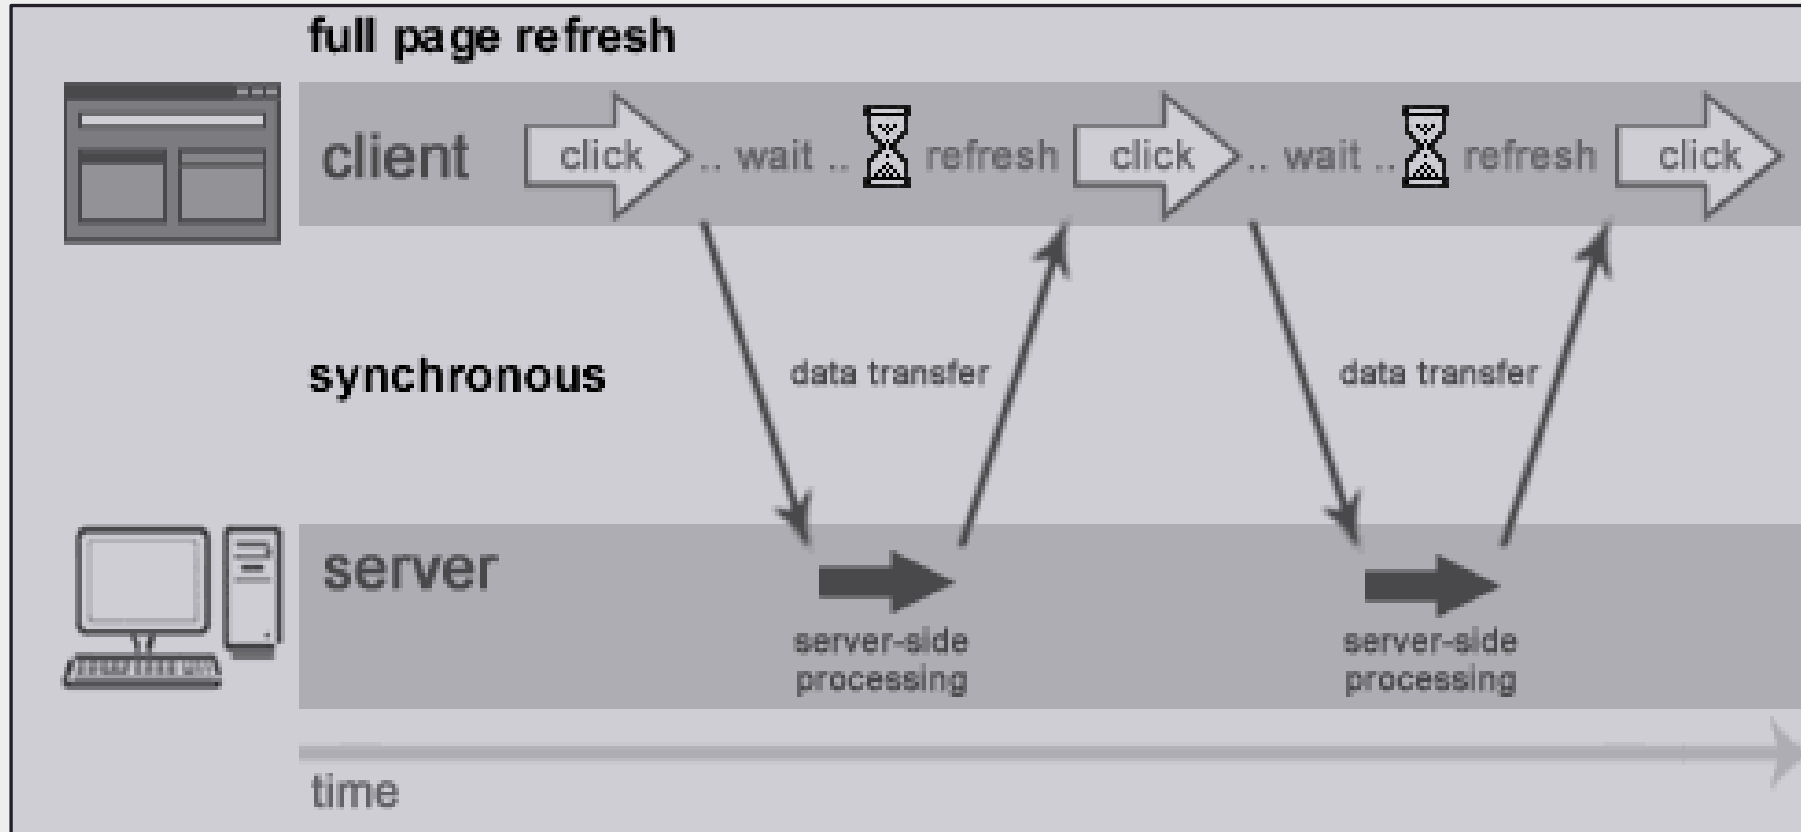 full page refresh
client click .. wait .. refresh click .. wait .. refresh click
synchronous data transfer data transfer
server
server-side server-side
processing processing
time